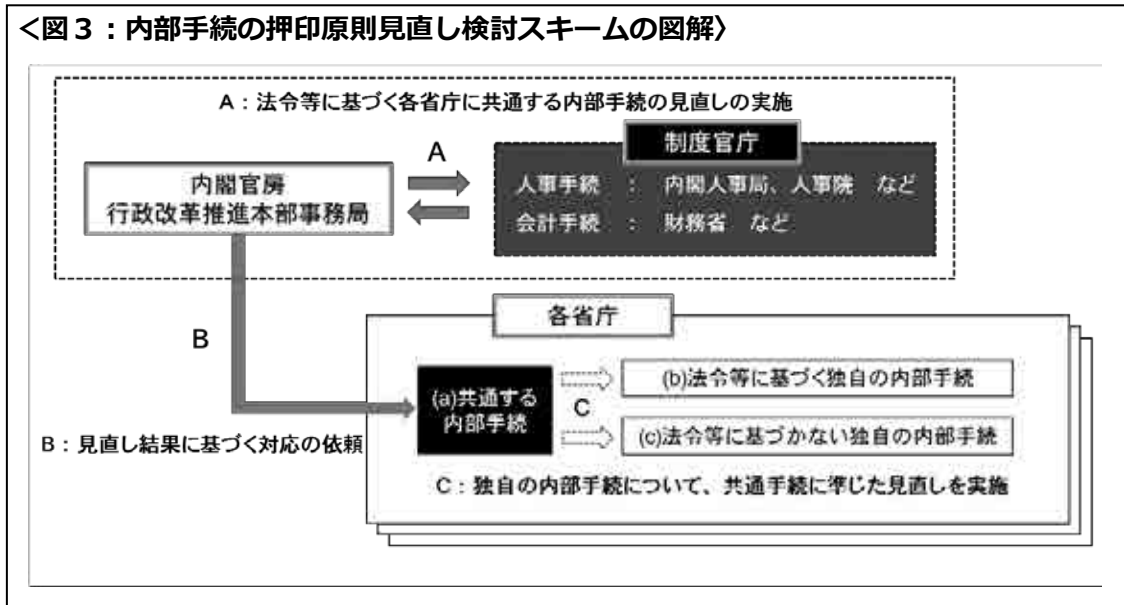 <図３：内部手続の押印原則見直し検討スキームの図解〉
A：法令等に基づく各省庁に共通する内部手続の見直しの実施
A
制度官庁
内閣官房
行政改革推進本部事務局
人事手続 ： 内閣人事局、人事院 など
会計手続 ： 財務省 など
B
各省庁
(a)共通する
内部手続
C
(b)法令等に基づく独自の内部手続
(c)法令等に基づかない独自の内部手続
B：見直し結果に基づく対応の依頼
C：独自の内部手続について、共通手続に準じた見直しを実施